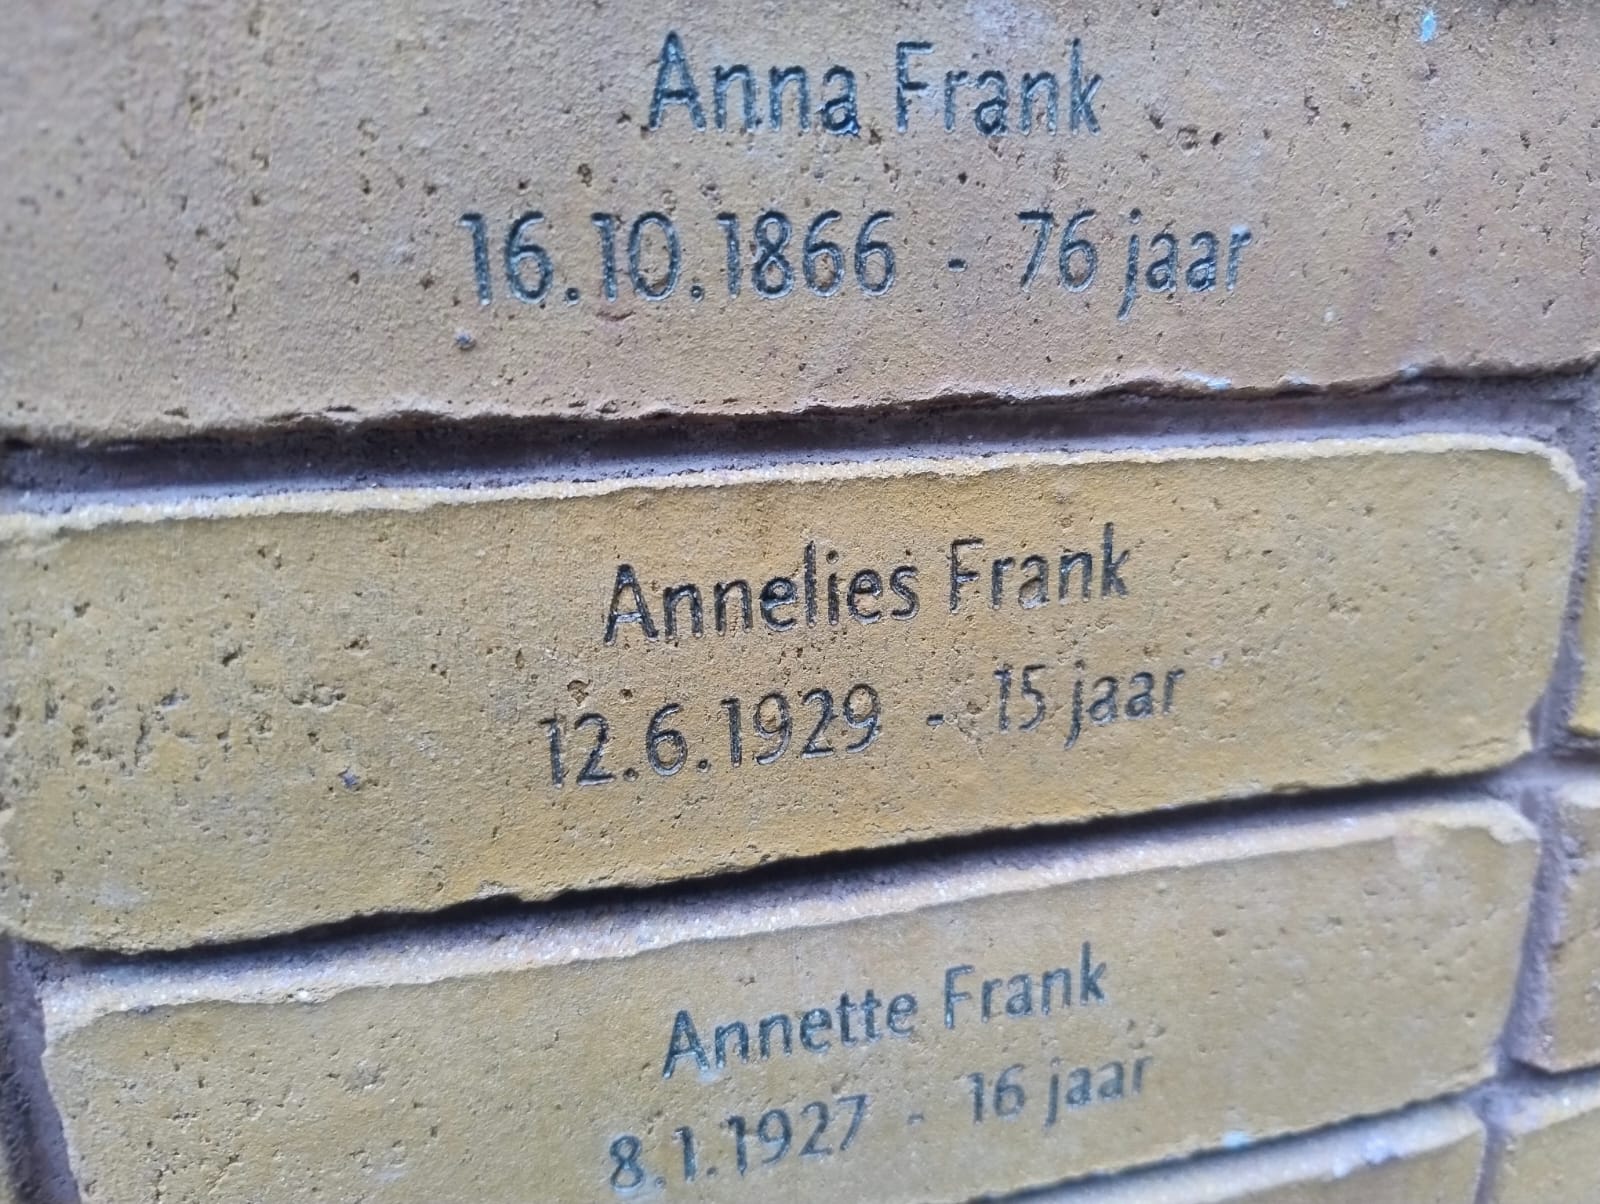 Anna Frank
16.10.1866 - 76 jaar
Annelies Frank
12.6.1929 - 15 jaar
Annette Frank
8.1.1927 - 16 jaar